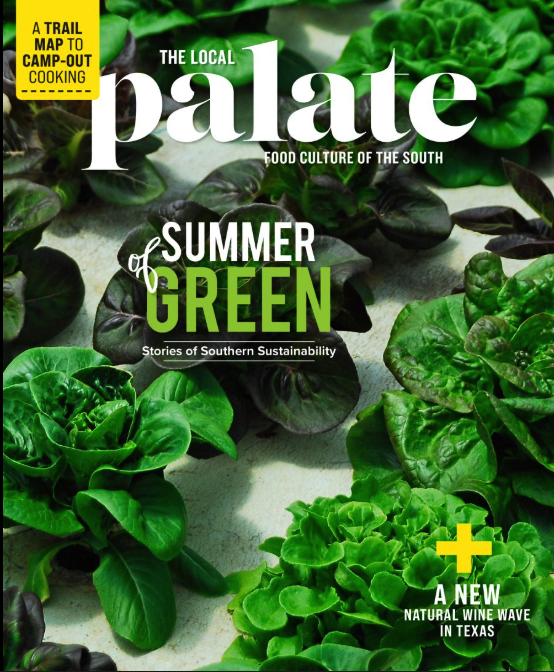 A TRAIL
MAP TO
CAMP-OUT
COOKING
THE LOCAL
palate
FOOD CULTURE OF THE SOUTH
SUMMER
of
GREEN
Stories of Southern Sustainability
+
A NEW
NATURAL WINE WAVE
IN TEXAS